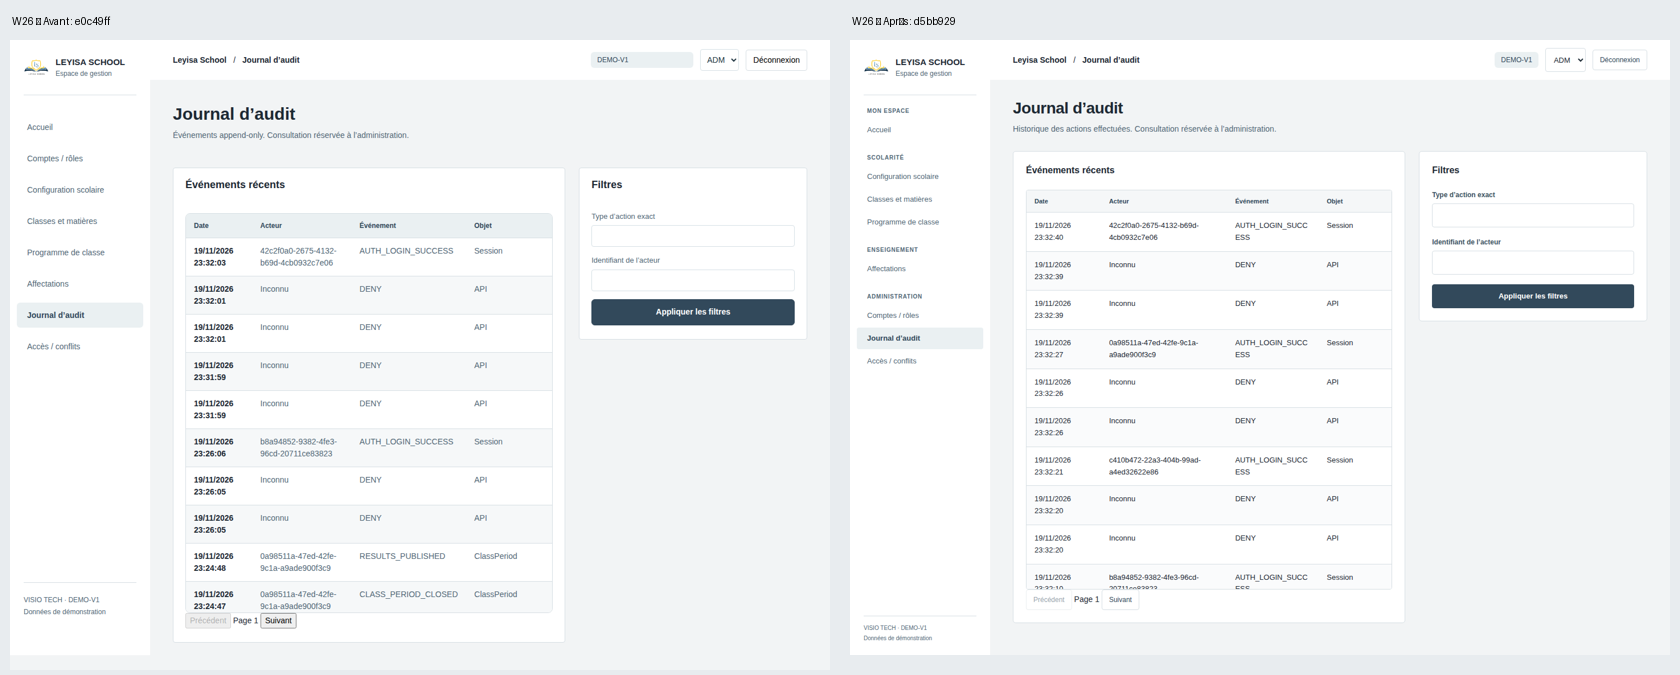 W26 Avant : e0c49ff
LEYISA SCHOOL
Espace de gestion
Accueil
Comptes / rôles
Configuration scolaire
Classes et matières
Programme de classe
Affectations
Journal d’audit
Accès / conflits
VISIO TECH · DEMO-V1
Données de démonstration
Leyisa School / Journal d’audit
DEMO-V1
ADM
Déconnexion
Journal d’audit
Événements append-only. Consultation réservée à l’administration.
Événements récents
Date Acteur Événement Objet
19/11/2026 42c2f0a0-2675-4132- AUTH_LOGIN_SUCCESS Session
23:32:03 b69d-4cb0932c7e06
19/11/2026 Inconnu DENY API
23:32:01
19/11/2026 Inconnu DENY API
23:32:01
19/11/2026 Inconnu DENY API
23:31:59
19/11/2026 Inconnu DENY API
23:31:59
19/11/2026 b8a94852-9382-4fe3- AUTH_LOGIN_SUCCESS Session
23:26:06 96cd-20711ce83823
19/11/2026 Inconnu DENY API
23:26:05
19/11/2026 Inconnu DENY API
23:26:05
19/11/2026 0a98511a-47ed-42fe- RESULTS_PUBLISHED ClassPeriod
23:24:48 9c1a-a9ade900f3c9
19/11/2026 0a98511a-47ed-42fe- CLASS_PERIOD_CLOSED ClassPeriod
23:24:47 9c1a-a9ade900f3c9
Précédent Page 1 Suivant
Filtres
Type d’action exact
Identifiant de l’acteur
Appliquer les filtres
W26 Apr s : d5bb929
LEYISA SCHOOL
Espace de gestion
MON ESPACE
Accueil
SCOLARITÉ
Configuration scolaire
Classes et matières
Programme de classe
ENSEIGNEMENT
Affectations
ADMINISTRATION
Comptes / rôles
Journal d’audit
Accès / conflits
VISIO TECH · DEMO-V1
Données de démonstration
Leyisa School / Journal d’audit
DEMO-V1
ADM
Déconnexion
Journal d’audit
Historique des actions effectuées. Consultation réservée à l’administration.
Événements récents
Date Acteur Événement Objet
19/11/2026 42c2f0a0-2675-4132-b69d- AUTH_LOGIN_SUCC Session
23:32:40 4cb0932c7e06 ESS
19/11/2026 Inconnu DENY API
23:32:39
19/11/2026 Inconnu DENY API
23:32:39
19/11/2026 0a98511a-47ed-42fe-9c1a- AUTH_LOGIN_SUCC Session
23:32:27 a9ade900f3c9 ESS
19/11/2026 Inconnu DENY API
23:32:26
19/11/2026 Inconnu DENY API
23:32:26
19/11/2026 c410b472-22a3-404b-99ad- AUTH_LOGIN_SUCC Session
23:32:21 a4ed32622e86 ESS
19/11/2026 Inconnu DENY API
23:32:20
19/11/2026 Inconnu DENY API
23:32:20
19/11/2026 b8a94852-9382-4fe3-96cd- AUTH_LOGIN_SUCC Session
23:32:10 20711ce83823 ESS
Précédent Page 1 Suivant
Filtres
Type d’action exact
Identifiant de l’acteur
Appliquer les filtres